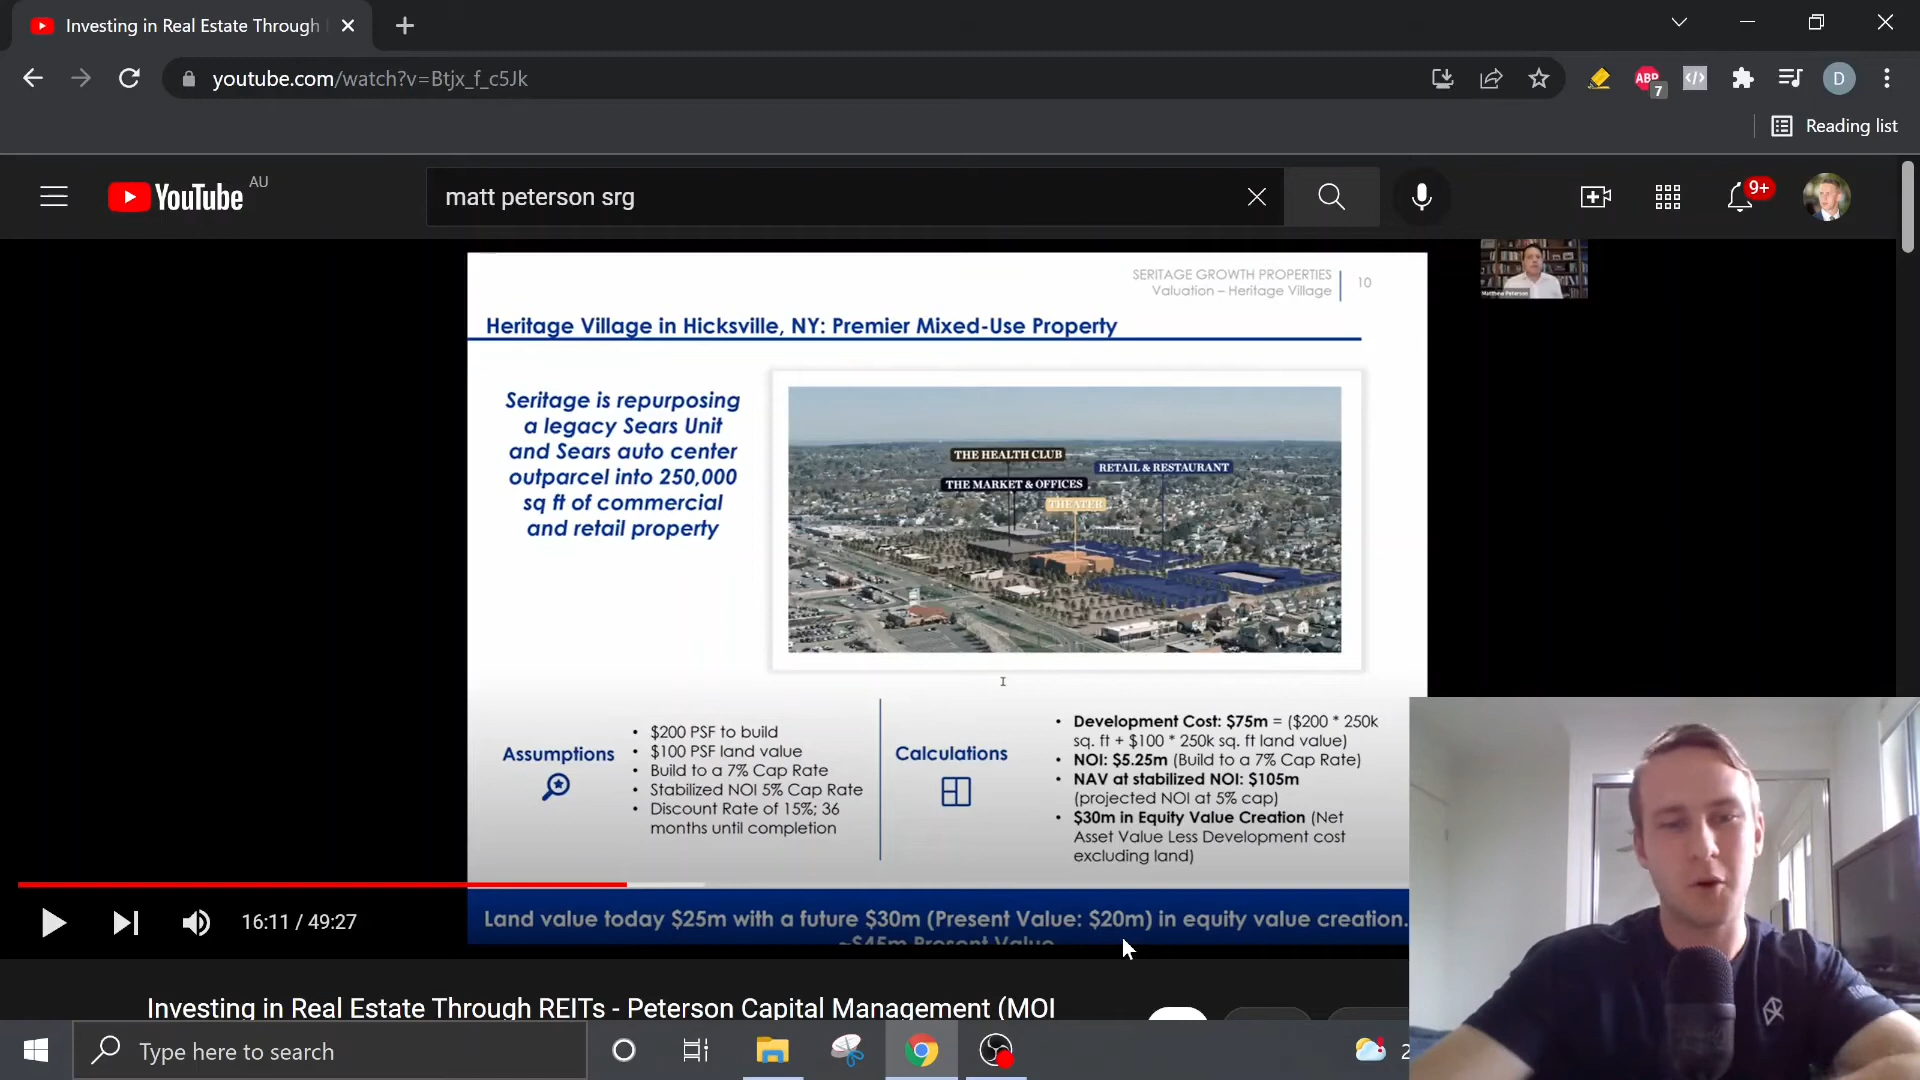 Investing in Real Estate Through
youtube.com/watch?v=Btjx_f_c5Jk
ABP
7
D
Reading list
YouTube
AU
matt peterson srg
9+
SERITAGE GROWTH PROPERTIES
Valuation – Heritage Village
10
Matthew Peterson
Heritage Village in Hicksville, NY: Premier Mixed-Use Property
Seritage is repurposing
a legacy Sears Unit
and Sears auto center
outparcel into 250,000
sq ft of commercial
and retail property
THE HEALTH CLUB
RETAIL & RESTAURANT
THE MARKET & OFFICES
THEATER
Assumptions
• $200 PSF to build
• $100 PSF land value
• Build to a 7% Cap Rate
• Stabilized NOI 5% Cap Rate
• Discount Rate of 15%; 36
months until completion
Calculations
• Development Cost: $75m = ($200 * 250k
sq. ft + $100 * 250k sq. ft land value)
• NOI: $5.25m (Build to a 7% Cap Rate)
• NAV at stabilized NOI: $105m
(projected NOI at 5% cap)
• $30m in Equity Value Creation (Net
Asset Value Less Development cost
excluding land)
Land value today $25m with a future $30m (Present Value: $20m) in equity value creation.
~$45m Present Value
16:11 / 49:27
Investing in Real Estate Through REITs - Peterson Capital Management (MOI
Type here to search
2